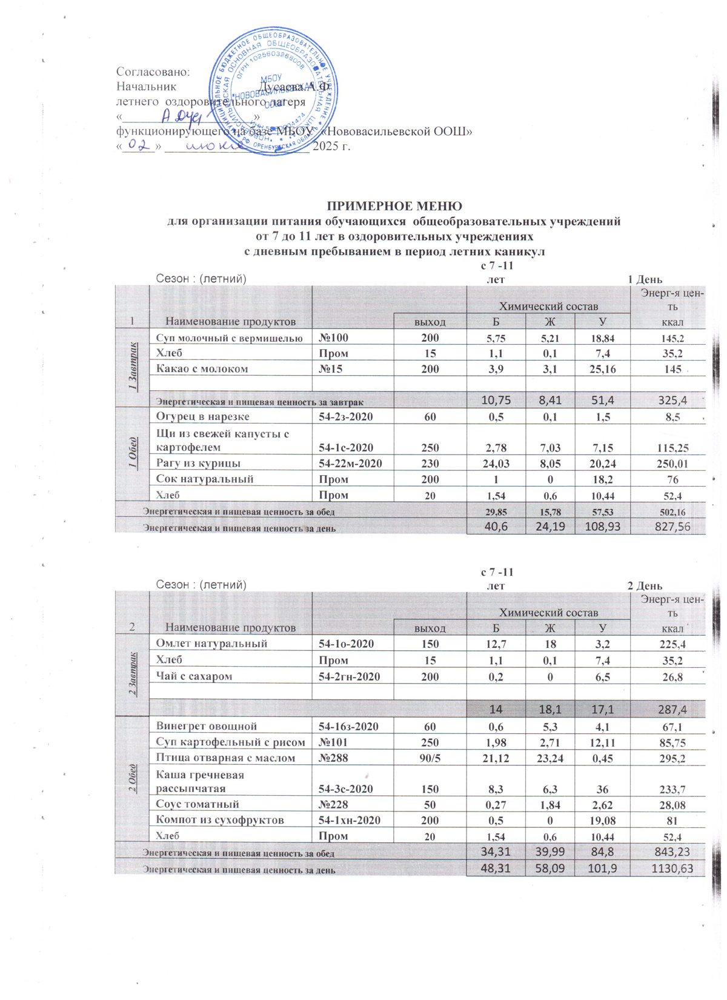 МУНИЦИПАЛЬНОЕ БЮДЖЕТНОЕ ОБЩЕОБРАЗОВАТЕЛЬНОЕ УЧРЕЖДЕНИЕ
РФ ОРЕНБУРГСКАЯ ОБЛАСТЬ
"НОВОВАСИЛЬЕВСКАЯ ОСНОВНАЯ ОБЩЕОБРАЗОВАТЕЛЬНАЯ ШКОЛА"
ОГРН 1025603268008
МБОУ
"НОВОВАСИЛЬЕВСКАЯ
ООШ"
Согласовано:
Начальник Дусаева.А.Ф
летнего оздоровительного лагеря
«____________________»
функционирующего на базе МБОУ «Нововасильевской ООШ»
«02» июня 2025 г.
ПРИМЕРНОЕ МЕНЮ
для организации питания обучающихся общеобразовательных учреждений
от 7 до 11 лет в оздоровительных учреждениях
с дневным пребыванием в период летних каникул
с 7 -11
Сезон : (летний) лет 1 День
Энерг-я цен-
Химический состав ть
1 Наименование продуктов выход Б Ж У ккал
1 Завтрак
Суп молочный с вермишелью №100 200 5,75 5,21 18,84 145,2
Хлеб Пром 15 1,1 0,1 7,4 35,2
Какао с молоком №15 200 3,9 3,1 25,16 145
Энергетическая и пищевая ценность за завтрак 10,75 8,41 51,4 325,4
1 Обед
Огурец в нарезке 54-2з-2020 60 0,5 0,1 1,5 8,5
Щи из свежей капусты с
картофелем 54-1с-2020 250 2,78 7,03 7,15 115,25
Рагу из курицы 54-22м-2020 230 24,03 8,05 20,24 250,01
Сок натуральный Пром 200 1 0 18,2 76
Хлеб Пром 20 1,54 0,6 10,44 52,4
Энергетическая и пищевая ценность за обед 29,85 15,78 57,53 502,16
Энергетическая и пищевая ценность за день 40,6 24,19 108,93 827,56
с 7 -11
Сезон : (летний) лет 2 День
Энерг-я цен-
Химический состав ть
2 Наименование продуктов выход Б Ж У ккал
2 Завтрак
Омлет натуральный 54-1о-2020 150 12,7 18 3,2 225,4
Хлеб Пром 15 1,1 0,1 7,4 35,2
Чай с сахаром 54-2гн-2020 200 0,2 0 6,5 26,8
14 18,1 17,1 287,4
2 Обед
Винегрет овощной 54-16з-2020 60 0,6 5,3 4,1 67,1
Суп картофельный с рисом №101 250 1,98 2,71 12,11 85,75
Птица отварная с маслом №288 90/5 21,12 23,24 0,45 295,2
Каша гречневая
рассыпчатая 54-3с-2020 150 8,3 6,3 36 233,7
Соус томатный №228 50 0,27 1,84 2,62 28,08
Компот из сухофруктов 54-1хн-2020 200 0,5 0 19,08 81
Хлеб Пром 20 1,54 0,6 10,44 52,4
Энергетическая и пищевая ценность за обед 34,31 39,99 84,8 843,23
Энергетическая и пищевая ценность за день 48,31 58,09 101,9 1130,63